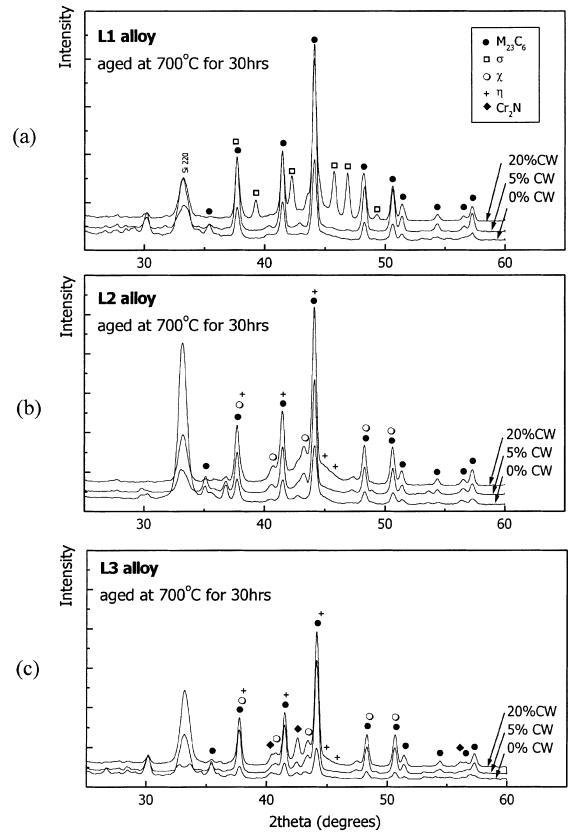 (a)
Intensity
L1 alloy
aged at 700°C for 30hrs
Si 220
● M₂₃C₆
□ σ
○ χ
+ η
◆ Cr₂N
20%CW
5% CW
0% CW
30 40 50 60
(b)
Intensity
L2 alloy
aged at 700°C for 30hrs
20%CW
5% CW
0% CW
30 40 50 60
(c)
Intensity
L3 alloy
aged at 700°C for 30hrs
20%CW
5% CW
0% CW
30 40 50 60
2theta (degrees)